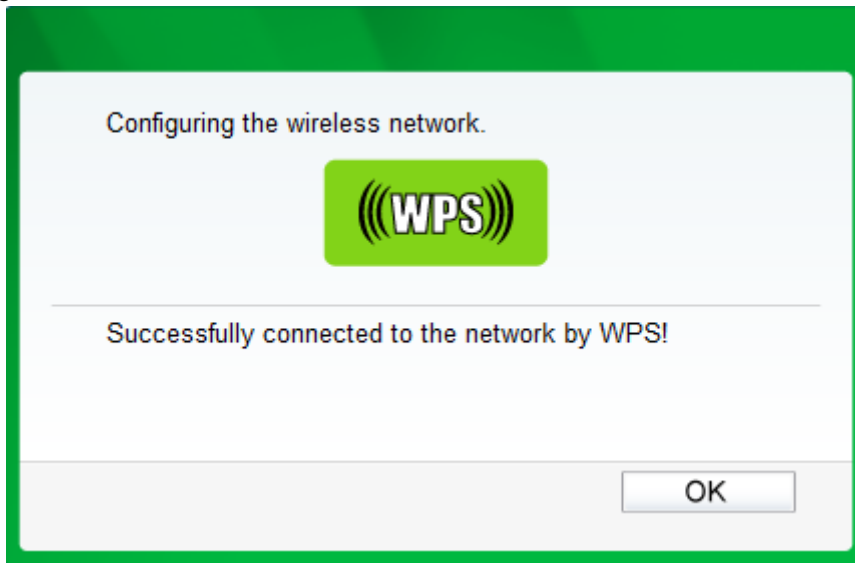 Configuring the wireless network.
(((WPS)))
Successfully connected to the network by WPS!
OK